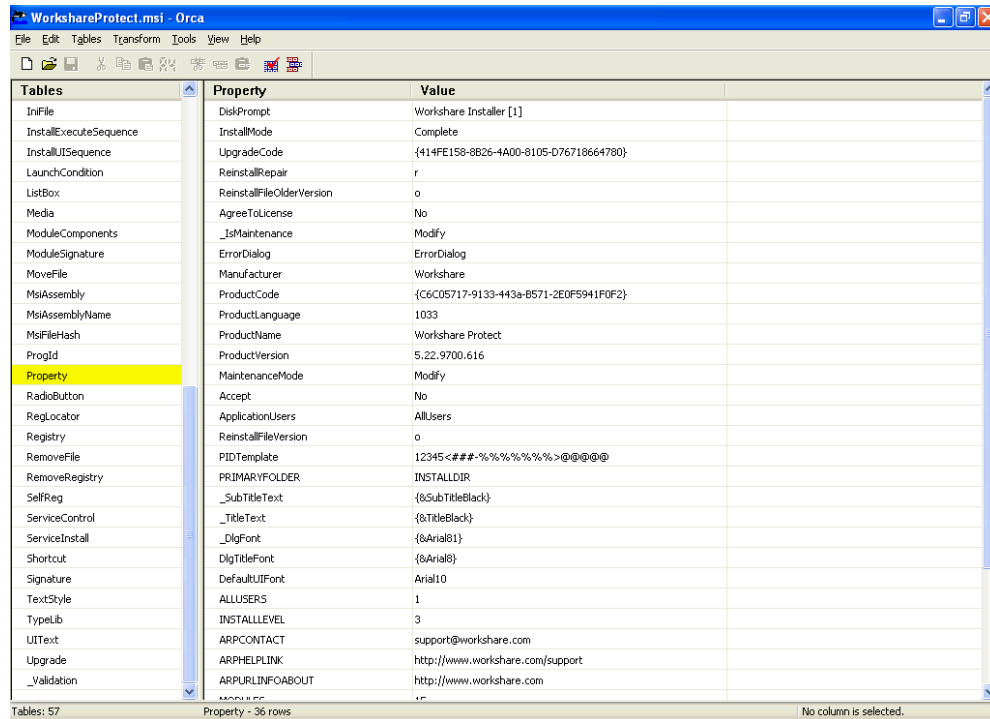 WorkshareProtect.msi - Orca
File Edit Tables Transform Tools View Help
Tables Property Value
IniFile DiskPrompt Workshare Installer [1]
InstallExecuteSequence InstallMode Complete
InstallUISequence UpgradeCode {414FE158-8B26-4A00-8105-D76718664780}
LaunchCondition ReinstallRepair r
ListBox ReinstallFileOlderVersion o
Media AgreeToLicense No
ModuleComponents _IsMaintenance Modify
ModuleSignature ErrorDialog ErrorDialog
MoveFile Manufacturer Workshare
MsiAssembly ProductCode {C6C05717-9133-443a-B571-2E0F5941F0F2}
MsiAssemblyName ProductLanguage 1033
MsiFileHash ProductName Workshare Protect
ProgId ProductVersion 5.22.9700.616
Property MaintenanceMode Modify
RadioButton Accept No
RegLocator ApplicationUsers AllUsers
Registry ReinstallFileVersion o
RemoveFile PIDTemplate 12345<###-%%%%%%%>@@@@@
RemoveRegistry PRIMARYFOLDER INSTALLDIR
SelfReg _SubTitleText {&SubTitleBlack}
ServiceControl _TitleText {&TitleBlack}
ServiceInstall _DlgFont {&Arial81}
Shortcut DlgTitleFont {&Arial8}
Signature DefaultUIFont Arial10
TextStyle ALLUSERS 1
TypeLib INSTALLLEVEL 3
UIText ARPCONTACT support@workshare.com
Upgrade ARPHELPLINK http://www.workshare.com/support
_Validation ARPURLINFOABOUT http://www.workshare.com
Tables: 57 Property - 36 rows No column is selected.